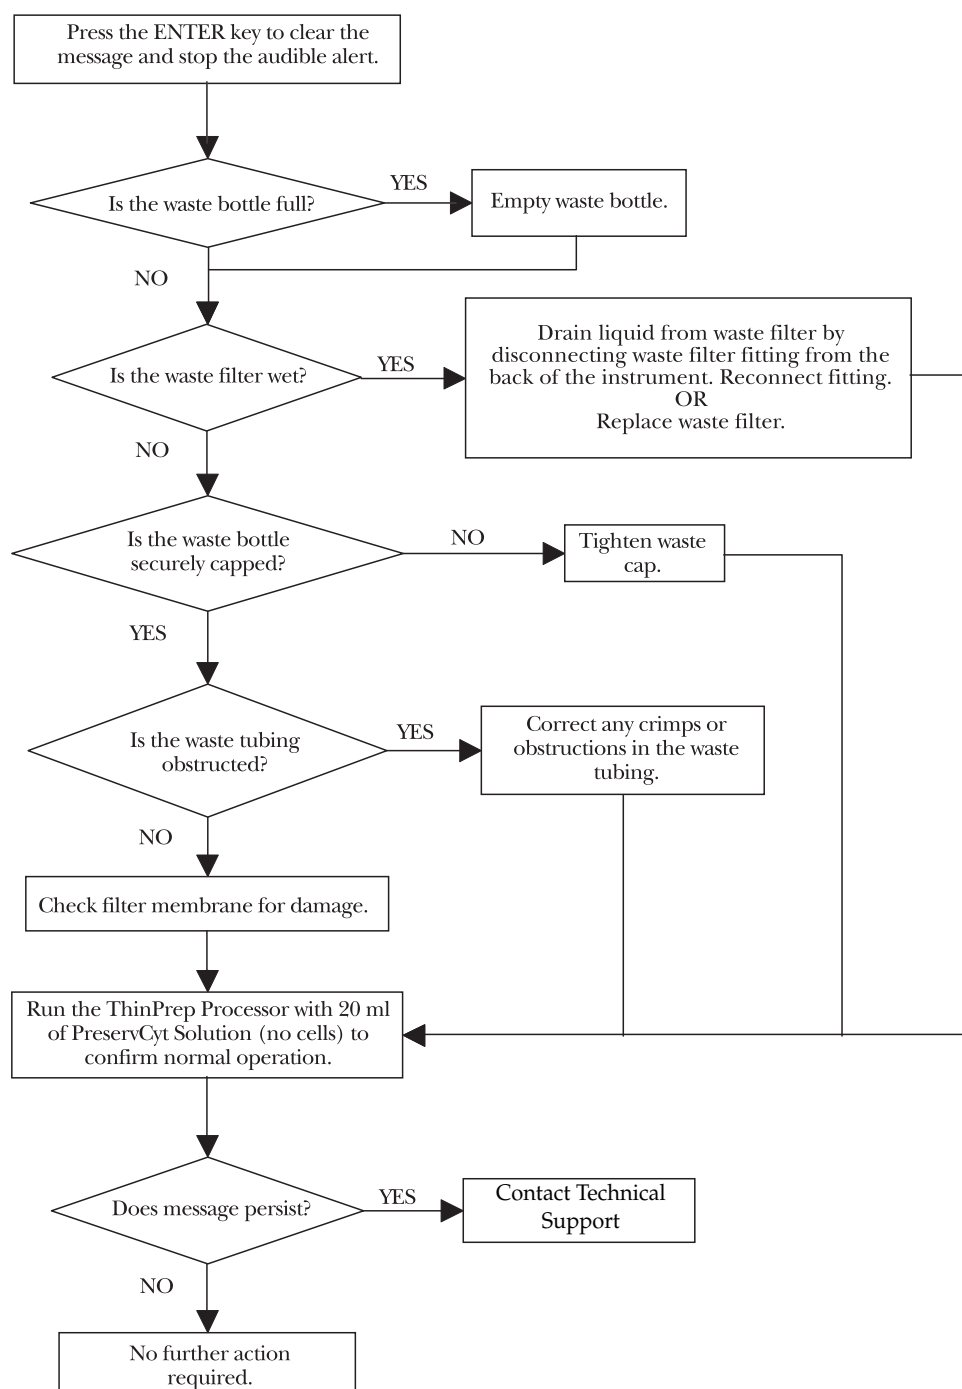 Press the ENTER key to clear the
message and stop the audible alert.
Is the waste bottle full?
YES
Empty waste bottle.
NO
Is the waste filter wet?
YES
Drain liquid from waste filter by
disconnecting waste filter fitting from the
back of the instrument. Reconnect fitting.
OR
Replace waste filter.
NO
Is the waste bottle
securely capped?
NO
Tighten waste
cap.
YES
Is the waste tubing
obstructed?
YES
Correct any crimps or
obstructions in the waste
tubing.
NO
Check filter membrane for damage.
Run the ThinPrep Processor with 20 ml
of PreservCyt Solution (no cells) to
confirm normal operation.
Does message persist?
YES
Contact Technical
Support
NO
No further action
required.